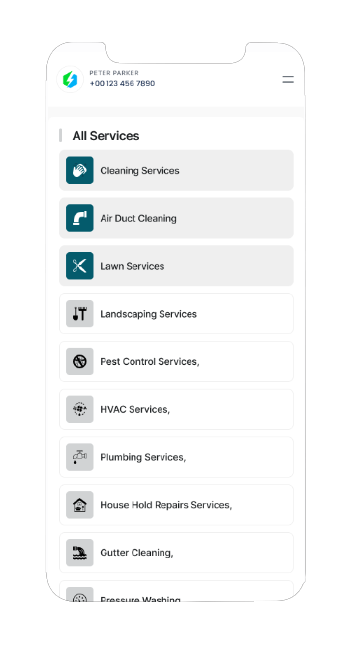 PETER PARKER
+00 123 456 7890
All Services
Cleaning Services
Air Duct Cleaning
Lawn Services
Landscaping Services
Pest Control Services,
HVAC Services,
Plumbing Services,
House Hold Repairs Services,
Gutter Cleaning,
Pressure Washing